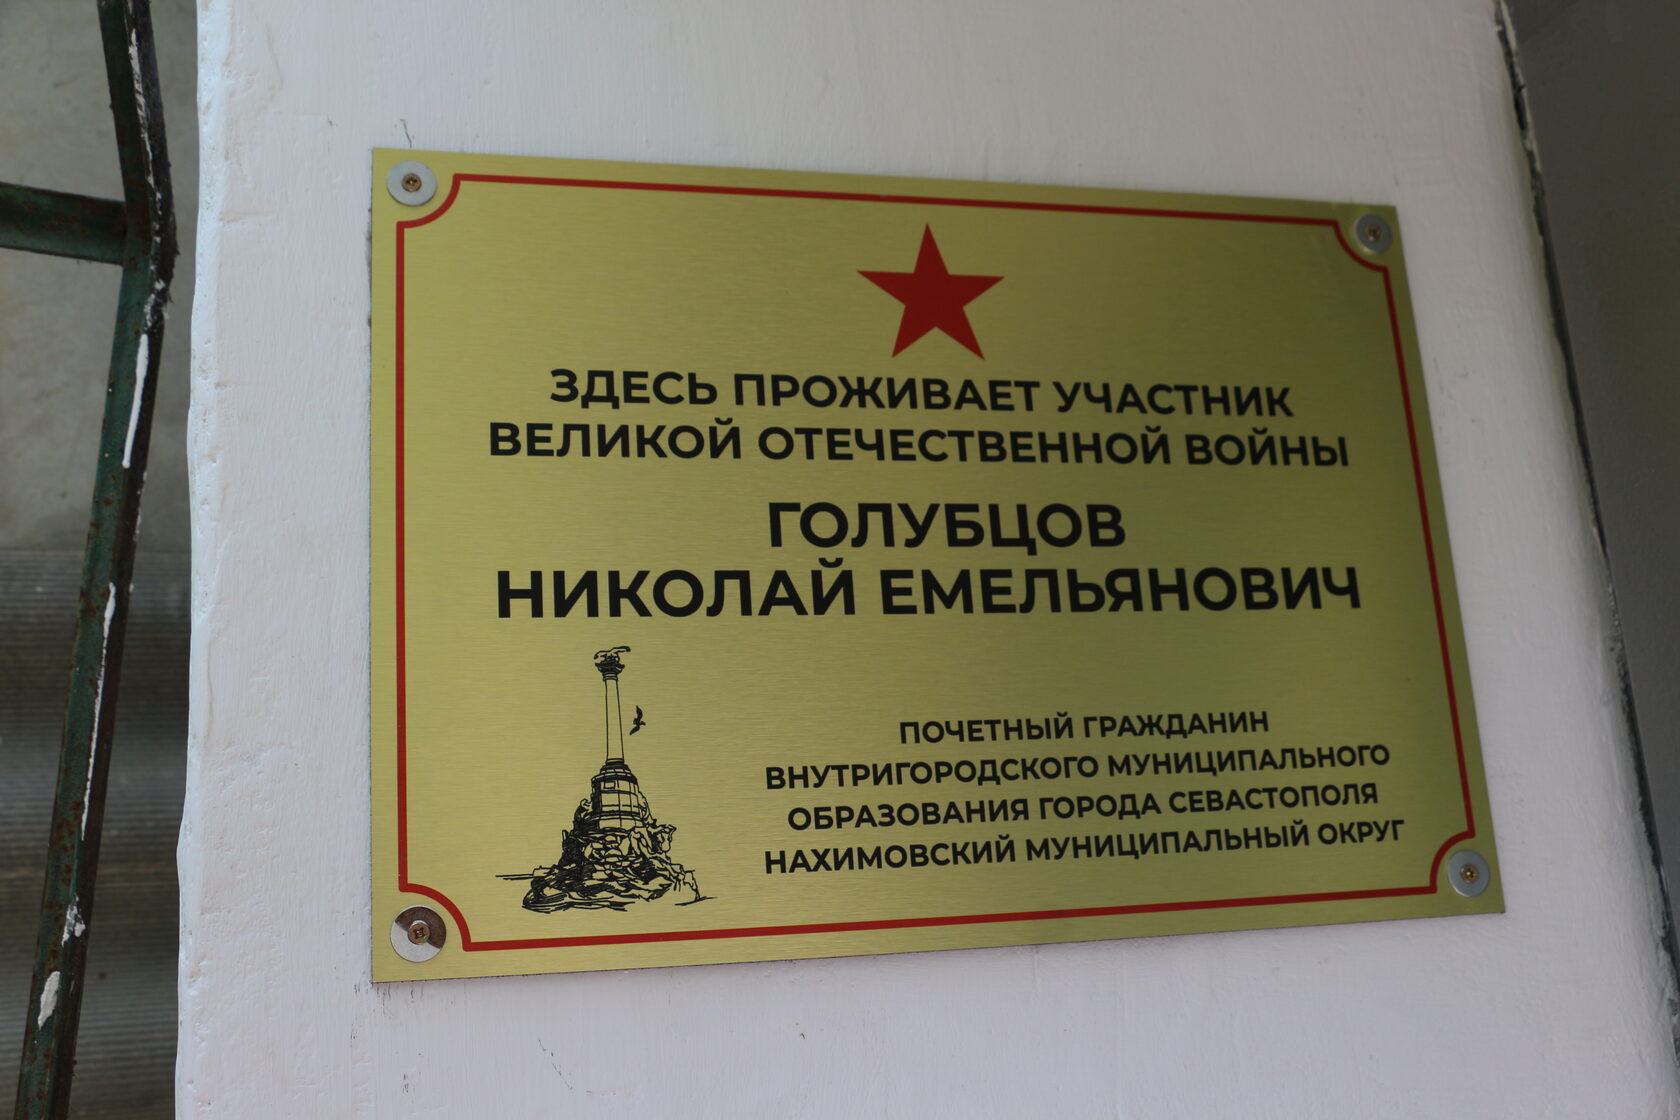 ЗДЕСЬ ПРОЖИВАЕТ УЧАСТНИК
ВЕЛИКОЙ ОТЕЧЕСТВЕННОЙ ВОЙНЫ
ГОЛУБЦОВ
НИКОЛАЙ ЕМЕЛЬЯНОВИЧ
ПОЧЕТНЫЙ ГРАЖДАНИН
ВНУТРИГОРОДСКОГО МУНИЦИПАЛЬНОГО
ОБРАЗОВАНИЯ ГОРОДА СЕВАСТОПОЛЯ
НАХИМОВСКИЙ МУНИЦИПАЛЬНЫЙ ОКРУГ